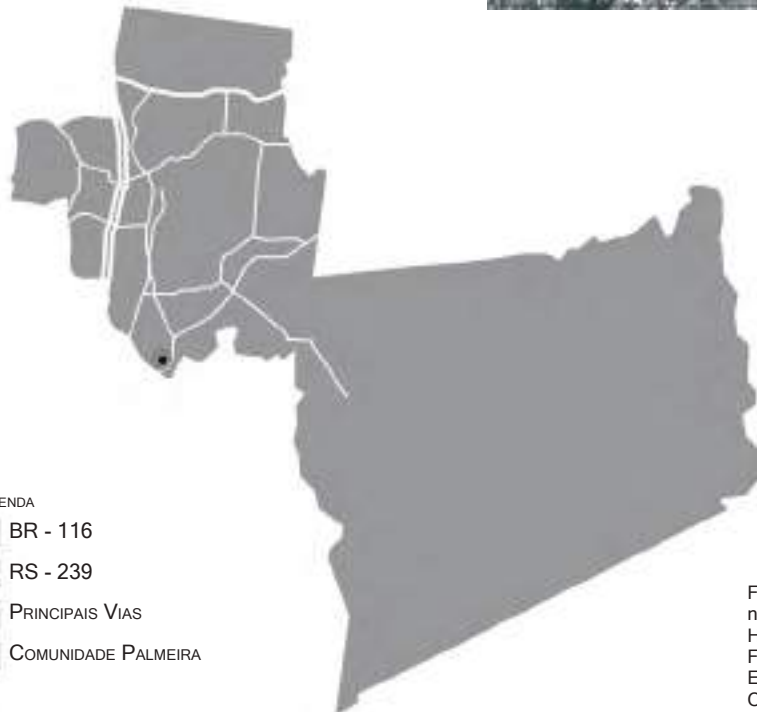 ENDA
BR - 116
RS - 239
PRINCIPAIS VIAS
COMUNIDADE PALMEIRA
F
n
H
F
E
C